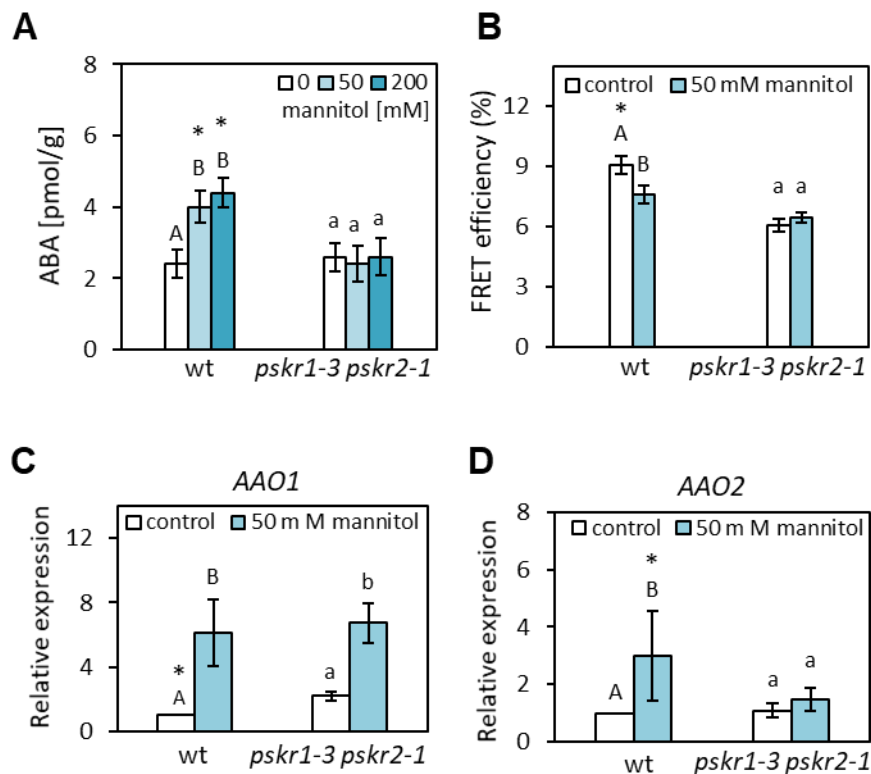 A
ABA [pmol/g]
8
6
4
2
0
0 50 200
mannitol [mM]
A
*
B
*
B
a
a
a
wt
pskr1-3 pskr2-1
B
FRET efficiency (%)
12
9
6
3
0
control 50 mM mannitol
*
A
B
a
a
wt
pskr1-3 pskr2-1
C
AAO1
Relative expression
12
8
4
0
control 50 m M mannitol
*
A
B
a
b
wt
pskr1-3 pskr2-1
D
AAO2
Relative expression
8
6
4
2
0
control 50 m M mannitol
A
*
B
a
a
wt
pskr1-3 pskr2-1